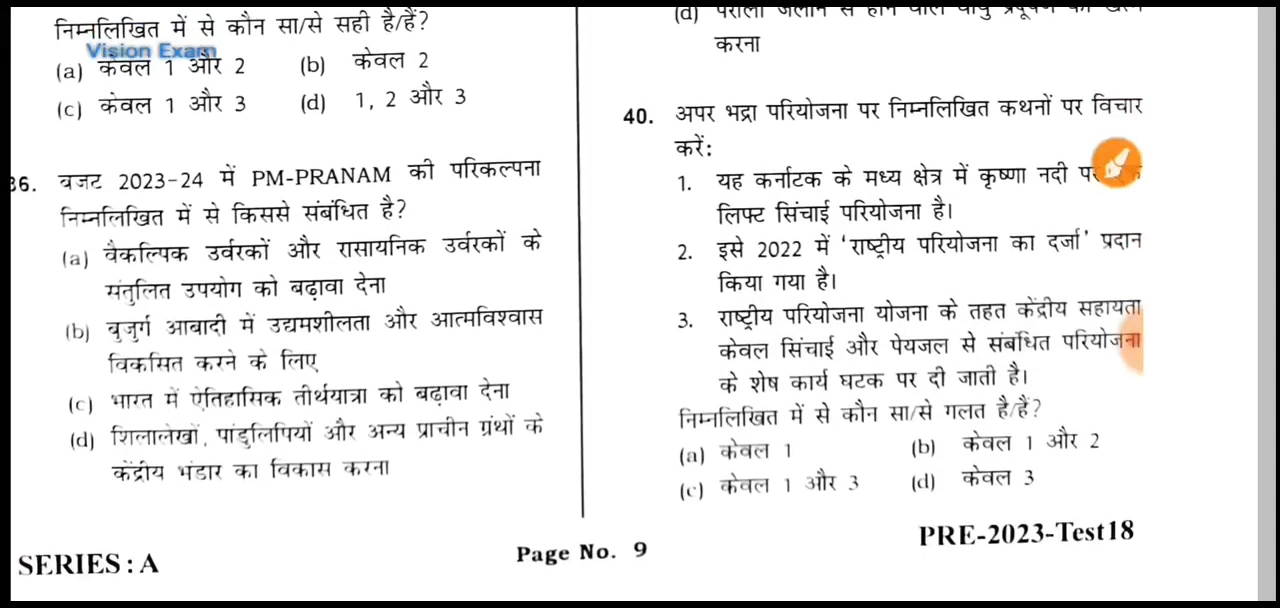 निम्नलिखित में से कौन सा/से सही है/हैं?
Vision Exam
(a) केवल 1 और 2 (b) केवल 2
(c) केवल 1 और 3 (d) 1, 2 और 3
36. बजट 2023-24 में PM-PRANAM की परिकल्पना
निम्नलिखित में से किससे संबंधित है?
(a) वैकल्पिक उर्वरकों और रासायनिक उर्वरकों के
संतुलित उपयोग को बढ़ावा देना
(b) बुजुर्ग आबादी में उद्यमशीलता और आत्मविश्वास
विकसित करने के लिए
(c) भारत में ऐतिहासिक तीर्थयात्रा को बढ़ावा देना
(d) शिलालेखों, पांडुलिपियों और अन्य प्राचीन ग्रंथों के
केंद्रीय भंडार का विकास करना
(d) पराली जलाने से होने वाले वायु प्रदूषण को खत्म
करना
40. अपर भद्रा परियोजना पर निम्नलिखित कथनों पर विचार
करें:
1. यह कर्नाटक के मध्य क्षेत्र में कृष्णा नदी पर
लिफ्ट सिंचाई परियोजना है।
2. इसे 2022 में 'राष्ट्रीय परियोजना का दर्जा' प्रदान
किया गया है।
3. राष्ट्रीय परियोजना योजना के तहत केंद्रीय सहायता
केवल सिंचाई और पेयजल से संबंधित परियोजना
के शेष कार्य घटक पर दी जाती है।
निम्नलिखित में से कौन सा/से गलत है/हैं?
(a) केवल 1 (b) केवल 1 और 2
(c) केवल 1 और 3 (d) केवल 3
SERIES : A Page No. 9 PRE-2023-Test18